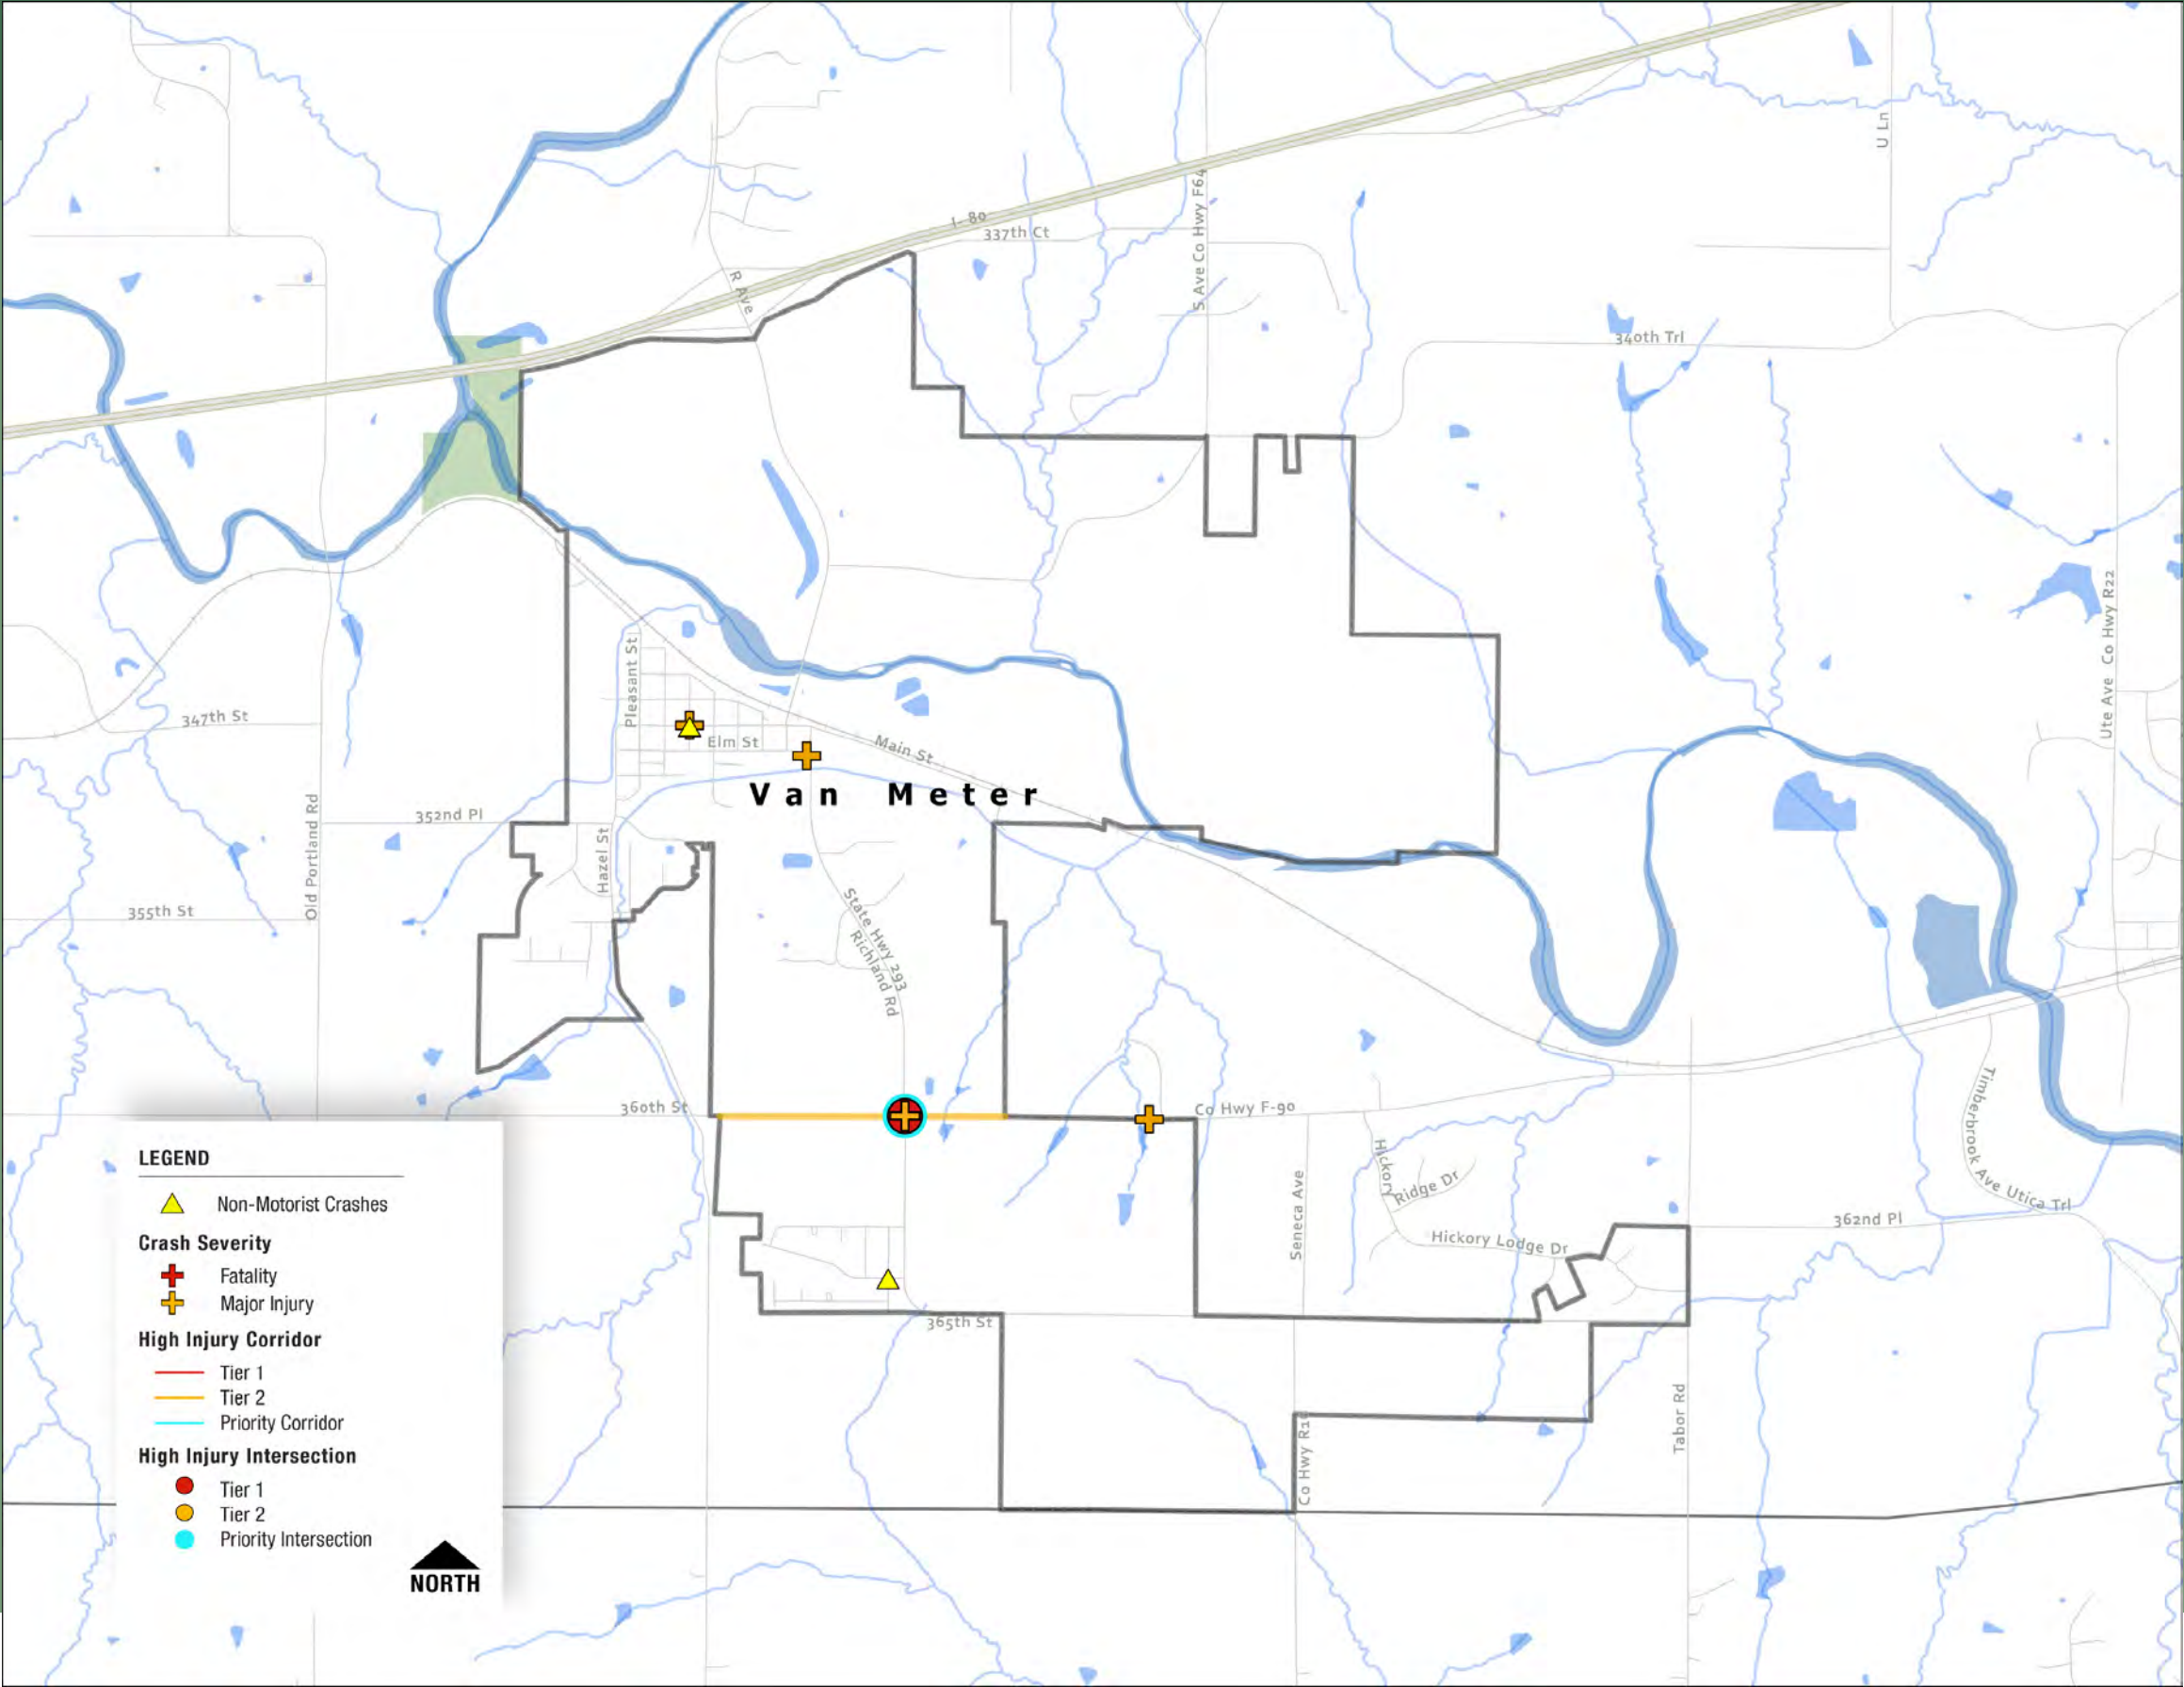 U Ln
S Ave Co Hwy F64
I- 80
337th Ct
R Ave
340th Trl
Ute Ave Co Hwy R22
Pleasant St
347th St
Elm St
Main St
Van Meter
352nd Pl
Old Portland Rd
Hazel St
355th St
State Hwy 293
Richland Rd
360th St
Co Hwy F-90
Timberbrook Ave
Utica Trl
Hickory
Ridge Dr
Seneca Ave
362nd Pl
Hickory Lodge Dr
365th St
Tabor Rd
Co Hwy R16
LEGEND
Non-Motorist Crashes
Crash Severity
Fatality
Major Injury
High Injury Corridor
Tier 1
Tier 2
Priority Corridor
High Injury Intersection
Tier 1
Tier 2
Priority Intersection
NORTH